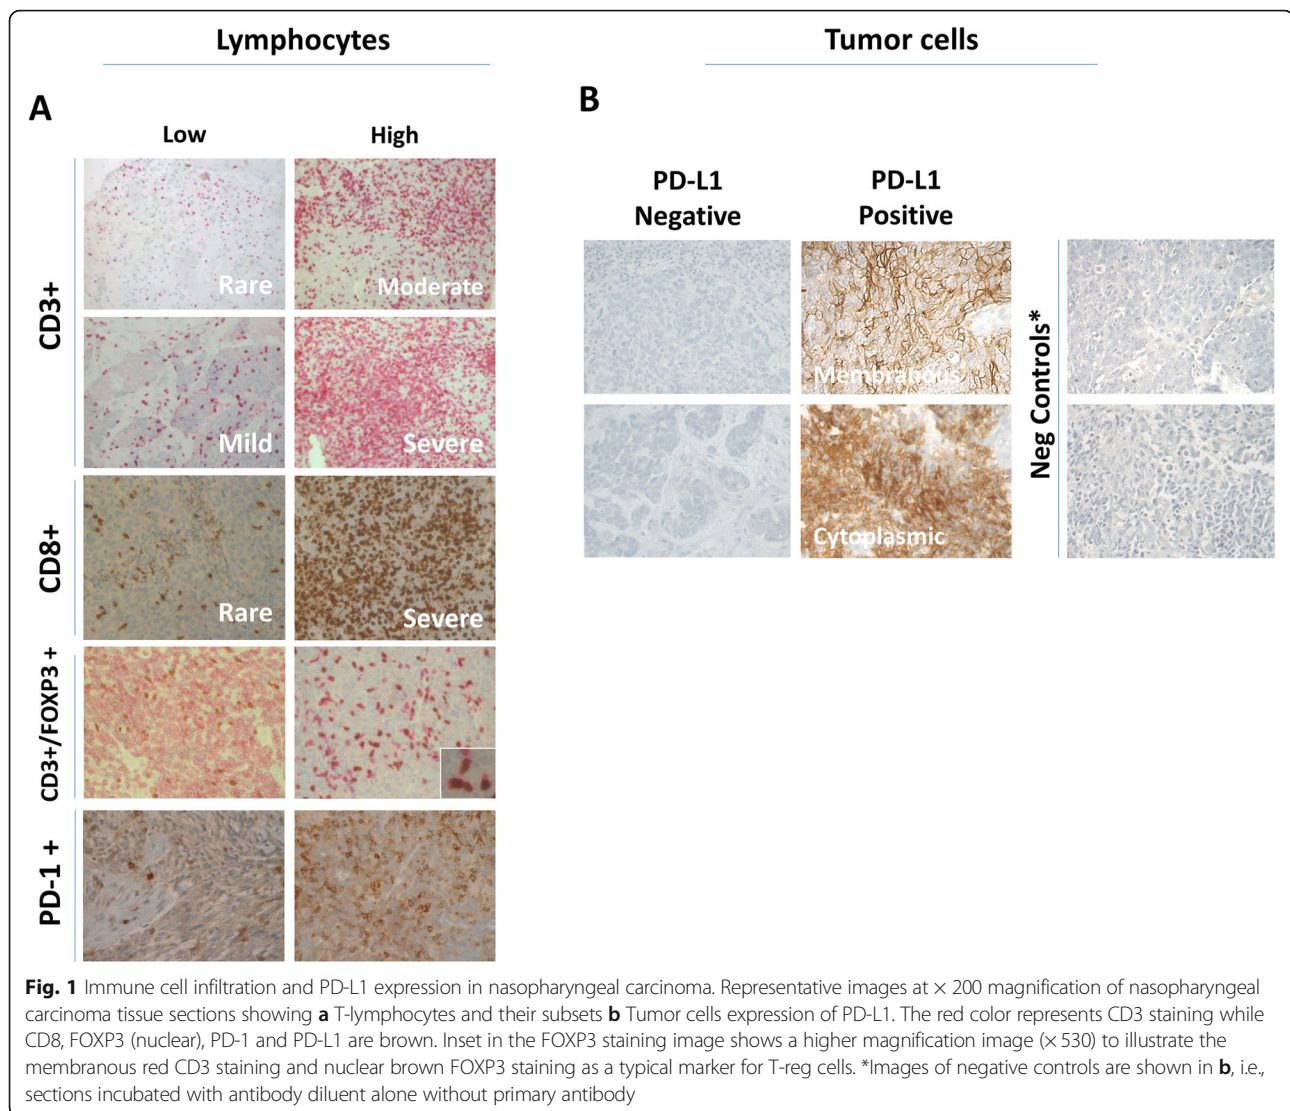 Lymphocytes
Tumor cells
A
B
Low
High
PD-L1
Negative
PD-L1
Positive
CD3+
Rare
Moderate
Mild
Severe
CD8+
Rare
Severe
CD3+/FOXP3 +
PD-1 +
Membranous
Cytoplasmic
Neg Controls*
Fig. 1 Immune cell infiltration and PD-L1 expression in nasopharyngeal carcinoma. Representative images at × 200 magnification of nasopharyngeal
carcinoma tissue sections showing a T-lymphocytes and their subsets b Tumor cells expression of PD-L1. The red color represents CD3 staining while
CD8, FOXP3 (nuclear), PD-1 and PD-L1 are brown. Inset in the FOXP3 staining image shows a higher magnification image (× 530) to illustrate the
membranous red CD3 staining and nuclear brown FOXP3 staining as a typical marker for T-reg cells. *Images of negative controls are shown in b, i.e.,
sections incubated with antibody diluent alone without primary antibody